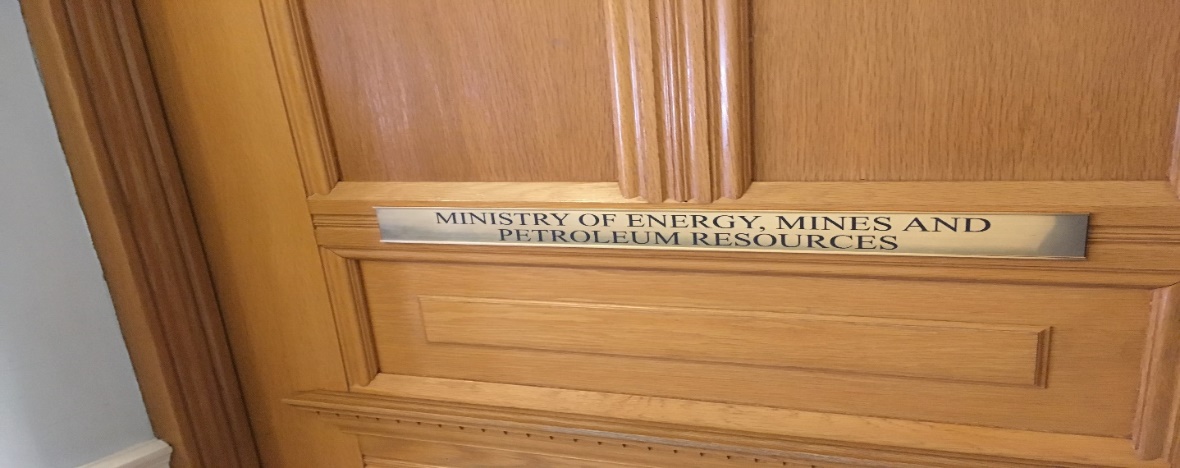 MINISTRY OF ENERGY, MINES AND
PETROLEUM RESOURCES